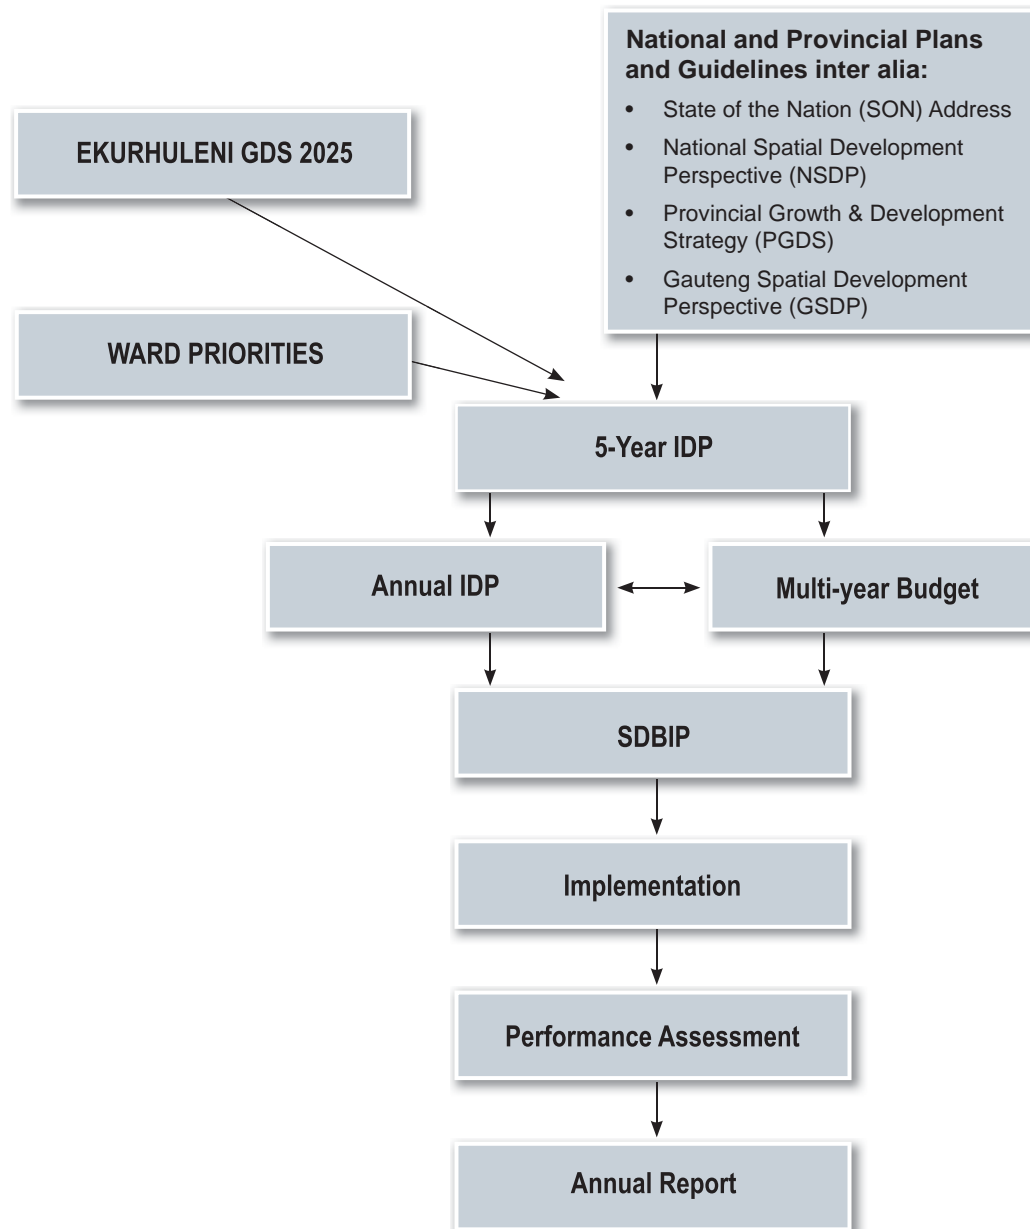 National and Provincial Plans
and Guidelines inter alia:
• State of the Nation (SON) Address
• National Spatial Development
Perspective (NSDP)
• Provincial Growth & Development
Strategy (PGDS)
• Gauteng Spatial Development
Perspective (GSDP)
EKURHULENI GDS 2025
WARD PRIORITIES
5-Year IDP
Annual IDP
Multi-year Budget
SDBIP
Implementation
Performance Assessment
Annual Report